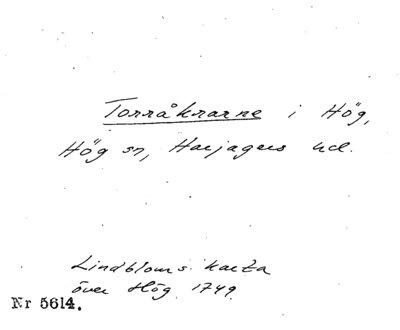 Torråkrarne i Hög,
Hög sn, Harjagers hd.
Lindbloms karta
över Hög 1749.
Nr 5614.